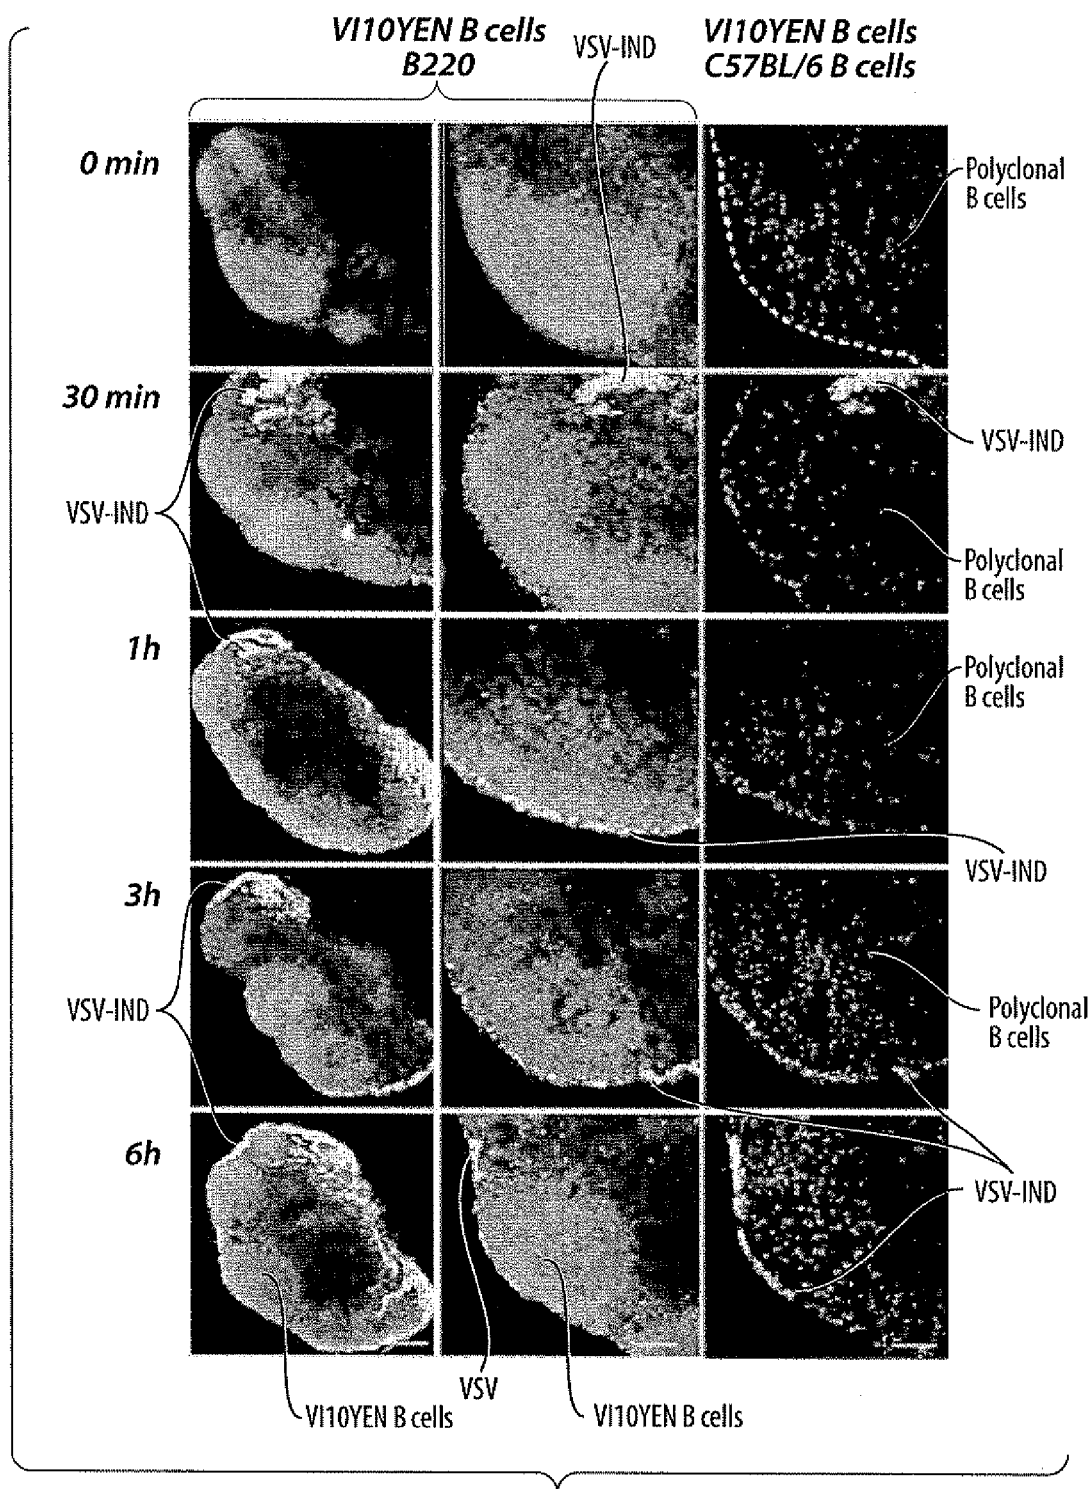 VI10YEN B cells
B220
VSV-IND
VI10YEN B cells
C57BL/6 B cells
0 min
Polyclonal
B cells
30 min
VSV-IND
VSV-IND
Polyclonal
B cells
1h
Polyclonal
B cells
VSV-IND
3h
VSV-IND
Polyclonal
B cells
6h
VSV-IND
VSV
VI10YEN B cells
VI10YEN B cells